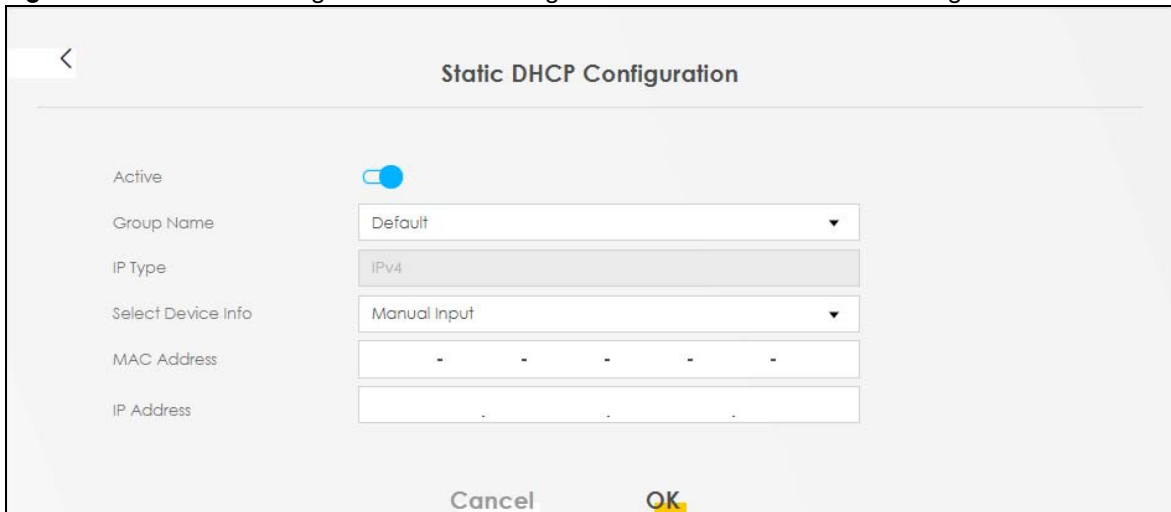 Static DHCP Configuration
Active
Group Name Default
IP Type IPv4
Select Device Info Manual Input
MAC Address - - - - -
IP Address . . .
Cancel OK